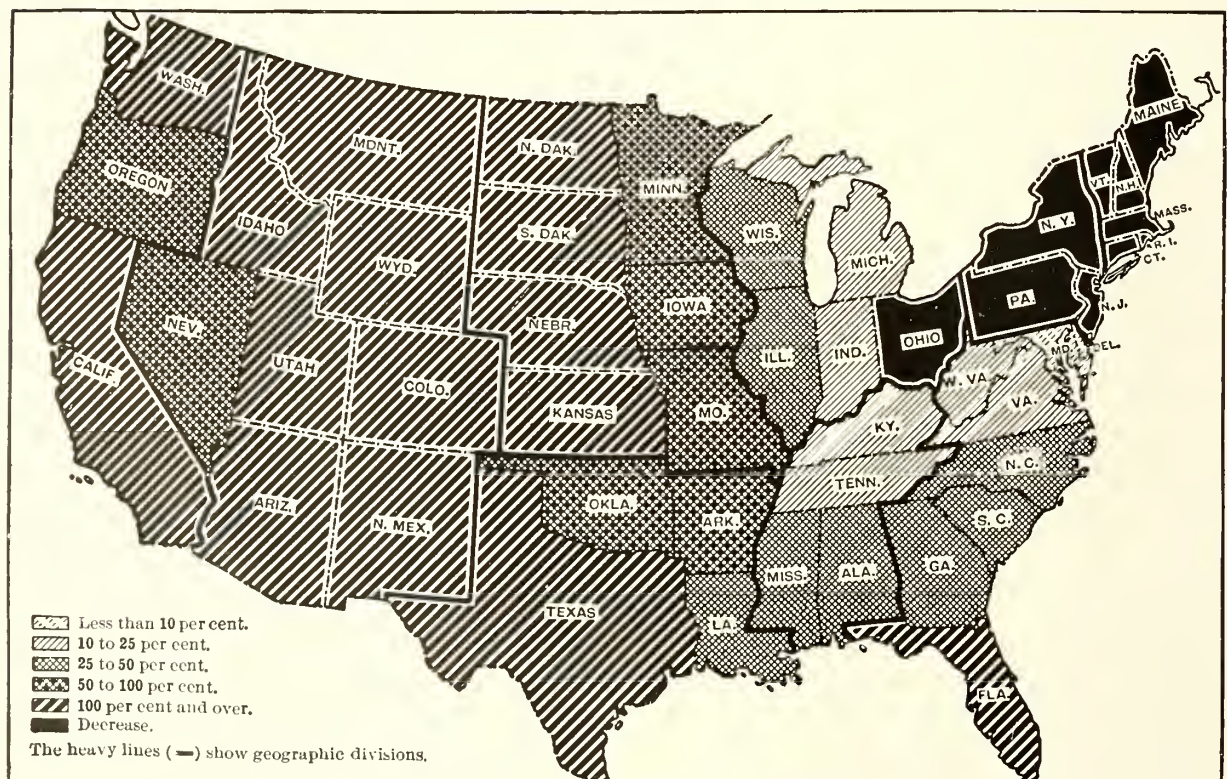 WASH.
MDNT.
N. DAK.
MINN.
OREGON
IDAHO
S. DAK.
WIS.
MICH.
MAINE
VT.
N.H.
N. Y.
MASS.
R. I.
CT.
WYD.
NEBR.
IOWA
PA.
N. J.
NEV.
UTAH
COLO.
KANSAS
MO.
ILL.
IND.
OHIO
MD.
DEL.
W. VA.
VA.
CALIF.
KY.
N. C.
TENN.
ARIZ.
N. MEX.
OKLA.
ARK.
S. C.
MISS.
ALA.
GA.
TEXAS
LA.
FLA.
Less than 10 per cent.
10 to 25 per cent.
25 to 50 per cent.
50 to 100 per cent.
100 per cent and over.
Decrease.
The heavy lines (▬) show geographic divisions.